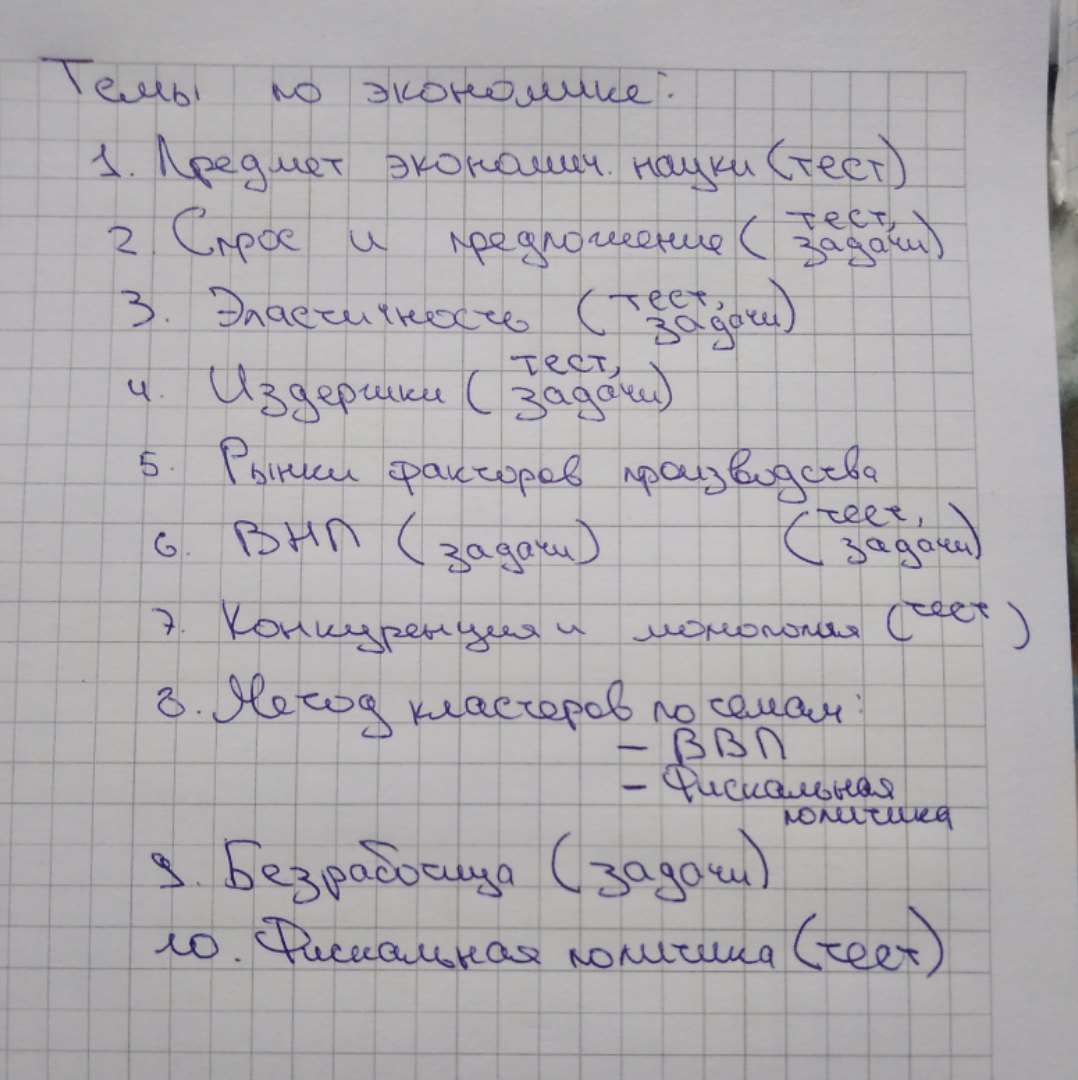 Темы по экономике:
1. Предмет экономич. науки (тест)
2. Спрос и предложение (тест, задачи)
3. Эластичность (тест, задачи)
4. Издержки (тест, задачи)
5. Рынки факторов производства (тест, задачи)
6. ВНП (задачи)
7. Конкуренция и монополия (тест)
8. Метод кластеров по темам:
- ВВП
- Фискальная
политика
9. Безработица (задачи)
10. Фискальная политика (тест)